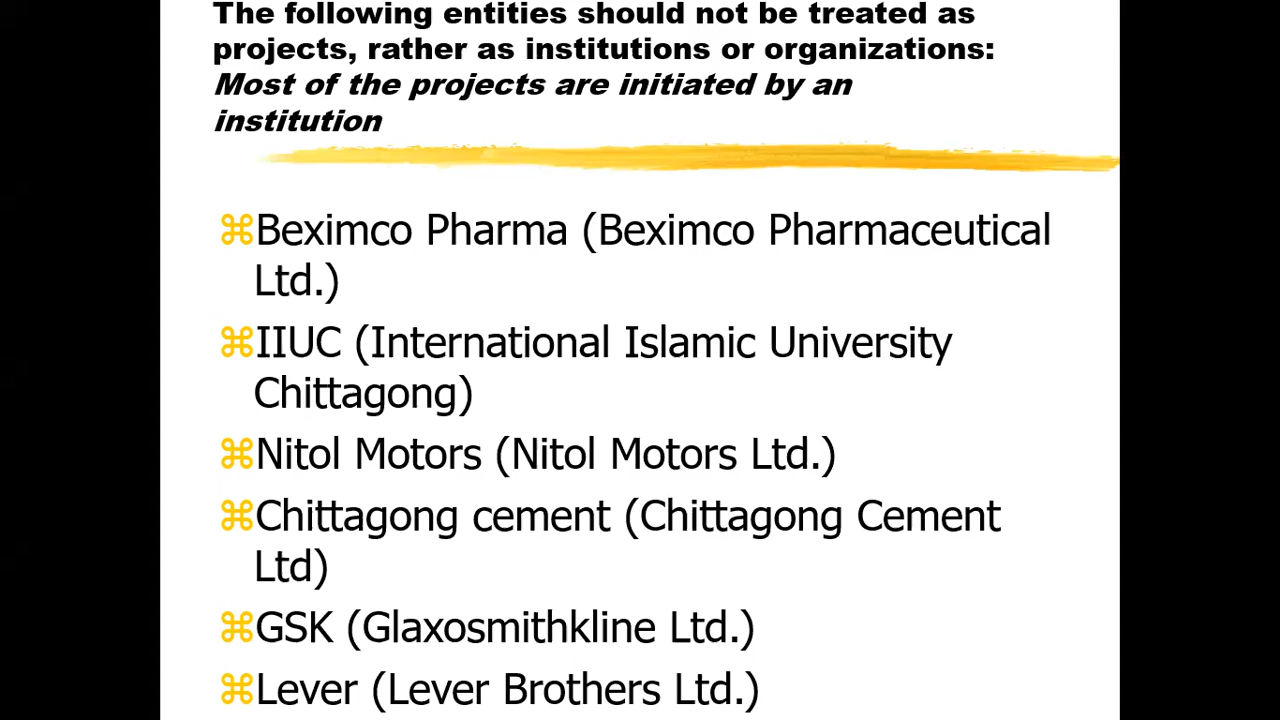 The following entities should not be treated as
projects, rather as institutions or organizations:
Most of the projects are initiated by an
institution
⌘Beximco Pharma (Beximco Pharmaceutical
Ltd.)
⌘IIUC (International Islamic University
Chittagong)
⌘Nitol Motors (Nitol Motors Ltd.)
⌘Chittagong cement (Chittagong Cement
Ltd)
⌘GSK (Glaxosmithkline Ltd.)
⌘Lever (Lever Brothers Ltd.)